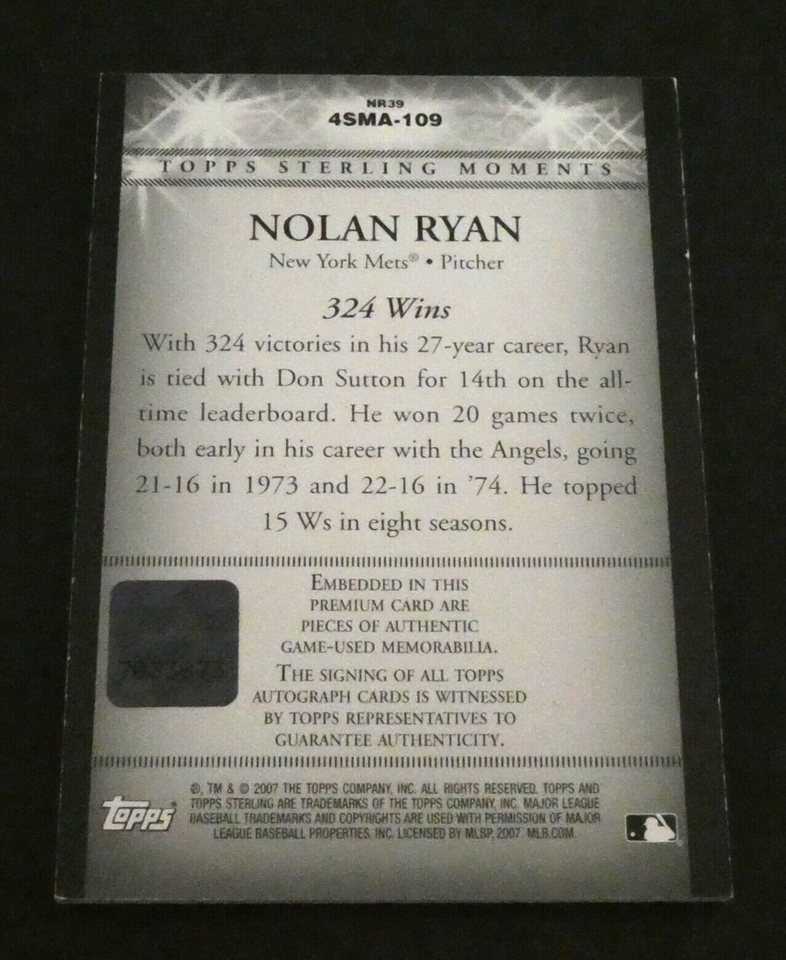 NR39
4SMA-109
TOPPS STERLING MOMENTS
NOLAN RYAN
New York Mets® • Pitcher
324 Wins
With 324 victories in his 27-year career, Ryan
is tied with Don Sutton for 14th on the all-
time leaderboard. He won 20 games twice,
both early in his career with the Angels, going
21-16 in 1973 and 22-16 in '74. He topped
15 Ws in eight seasons.
EMBEDDED IN THIS
PREMIUM CARD ARE
PIECES OF AUTHENTIC
GAME-USED MEMORABILIA.
THE SIGNING OF ALL TOPPS
AUTOGRAPH CARDS IS WITNESSED
BY TOPPS REPRESENTATIVES TO
GUARANTEE AUTHENTICITY.
®, TM & © 2007 THE TOPPS COMPANY, INC. ALL RIGHTS RESERVED. TOPPS AND
TOPPS STERLING ARE TRADEMARKS OF THE TOPPS COMPANY, INC. MAJOR LEAGUE
BASEBALL TRADEMARKS AND COPYRIGHTS ARE USED WITH PERMISSION OF MAJOR
LEAGUE BASEBALL PROPERTIES, INC. LICENSED BY MLBP, 2007. MLB.COM.
topps®